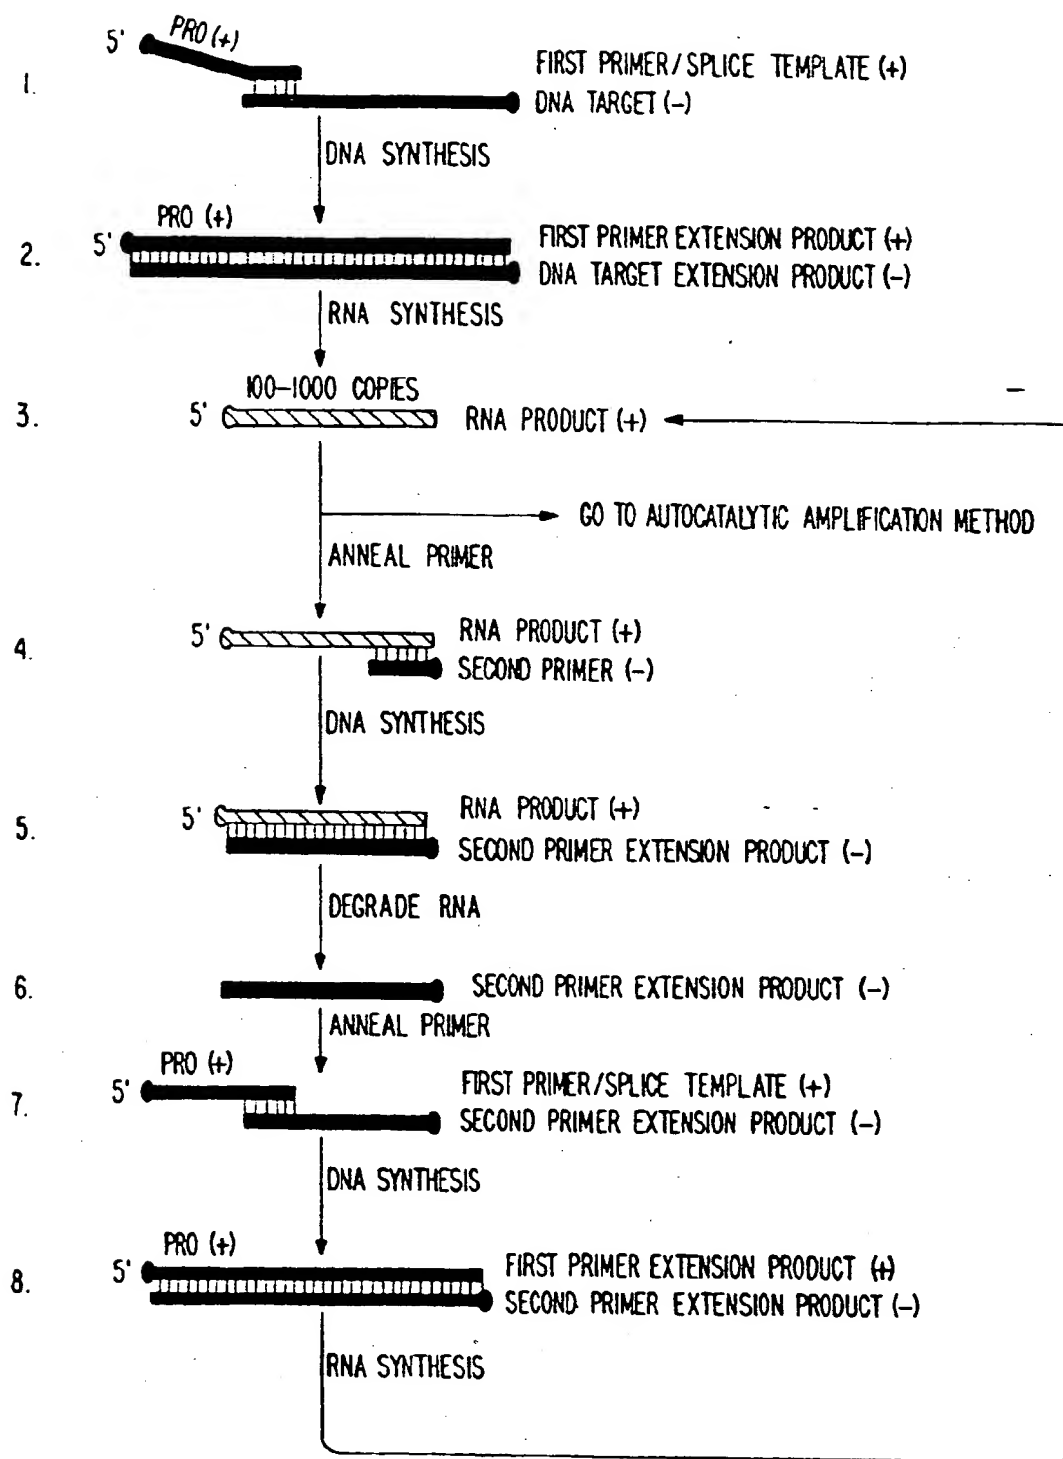 5' PRO (+)
1.
FIRST PRIMER/SPLICE TEMPLATE (+)
DNA TARGET (-)
DNA SYNTHESIS
PRO (+)
2.
5'
FIRST PRIMER EXTENSION PRODUCT (+)
DNA TARGET EXTENSION PRODUCT (-)
RNA SYNTHESIS
100-1000 COPIES
3.
5'
RNA PRODUCT (+)
GO TO AUTOCATALYTIC AMPLIFICATION METHOD
ANNEAL PRIMER
4.
5'
RNA PRODUCT (+)
SECOND PRIMER (-)
DNA SYNTHESIS
5.
5'
RNA PRODUCT (+)
SECOND PRIMER EXTENSION PRODUCT (-)
DEGRADE RNA
6.
SECOND PRIMER EXTENSION PRODUCT (-)
ANNEAL PRIMER
PRO (+)
7.
5'
FIRST PRIMER/SPLICE TEMPLATE (+)
SECOND PRIMER EXTENSION PRODUCT (-)
DNA SYNTHESIS
PRO (+)
8.
5'
FIRST PRIMER EXTENSION PRODUCT (+)
SECOND PRIMER EXTENSION PRODUCT (-)
RNA SYNTHESIS